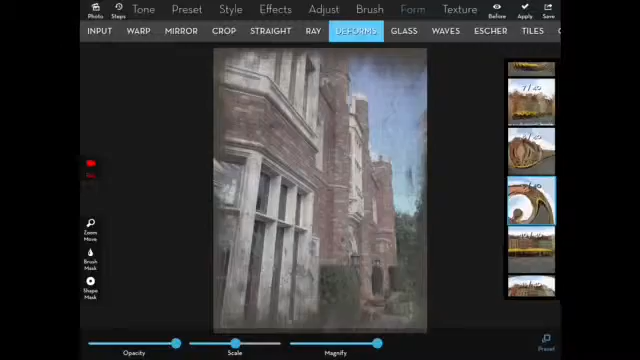 Photo Steps Tone Preset Style Effects Adjust Brush Form Texture Before Apply Save
INPUT WARP MIRROR CROP STRAIGHT RAY DEFORMS GLASS WAVES ESCHER TILES
Zoom
Move
Brush
Mask
Shape
Mask
Opacity Scale Magnify Preset